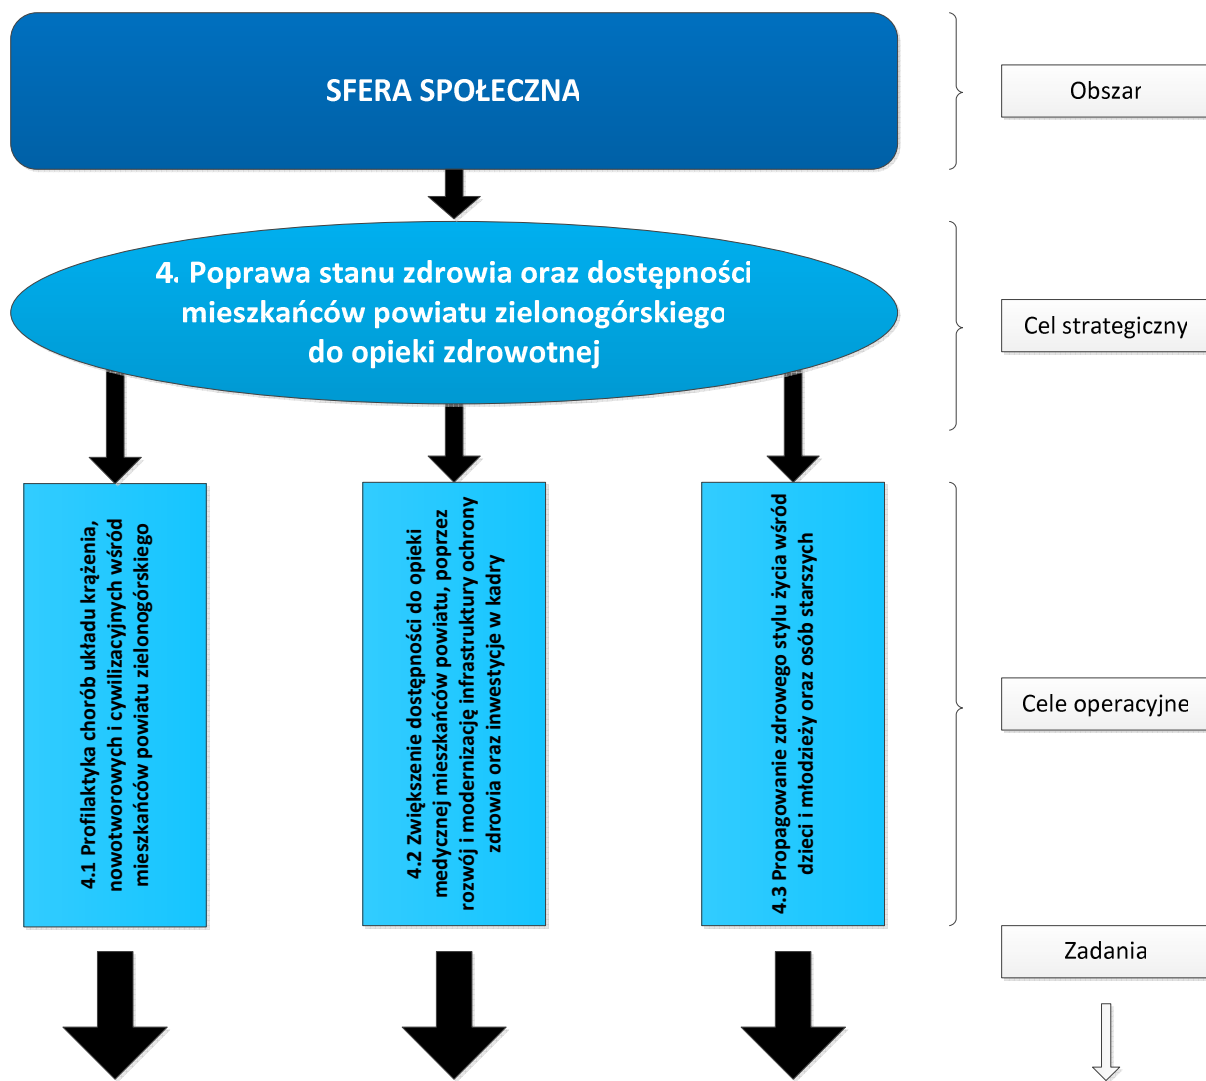 SFERA SPOŁECZNA
Obszar
4. Poprawa stanu zdrowia oraz dostępności
mieszkańców powiatu zielonogórskiego
do opieki zdrowotnej
Cel strategiczny
4.1 Profilaktyka chorób układu krążenia,
nowotworowych i cywilizacyjnych wśród
mieszkańców powiatu zielonogórskiego
4.2 Zwiększenie dostępności do opieki
medycznej mieszkańców powiatu, poprzez
rozwój i modernizację infrastruktury ochrony
zdrowia oraz inwestycje w kadry
4.3 Propagowanie zdrowego stylu życia wśród
dzieci i młodzieży oraz osób starszych
Cele operacyjne
Zadania